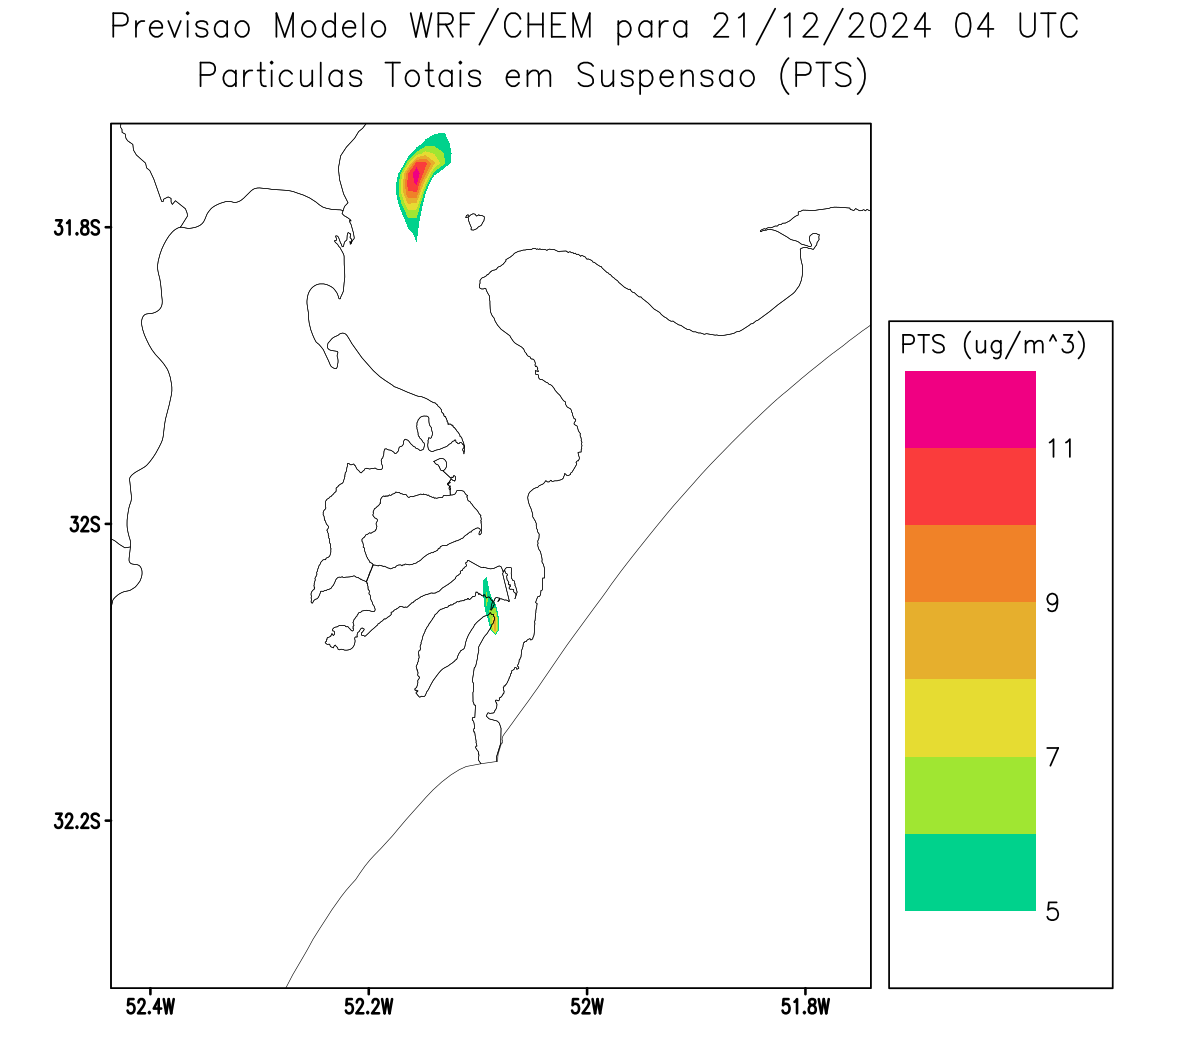 Previsao Modelo WRF/CHEM para 21/12/2024 04 UTC
Particulas Totais em Suspensao (PTS)
31.8S
32S
32.2S
52.4W
52.2W
52W
51.8W
PTS (ug/m^3)
11
9
7
5